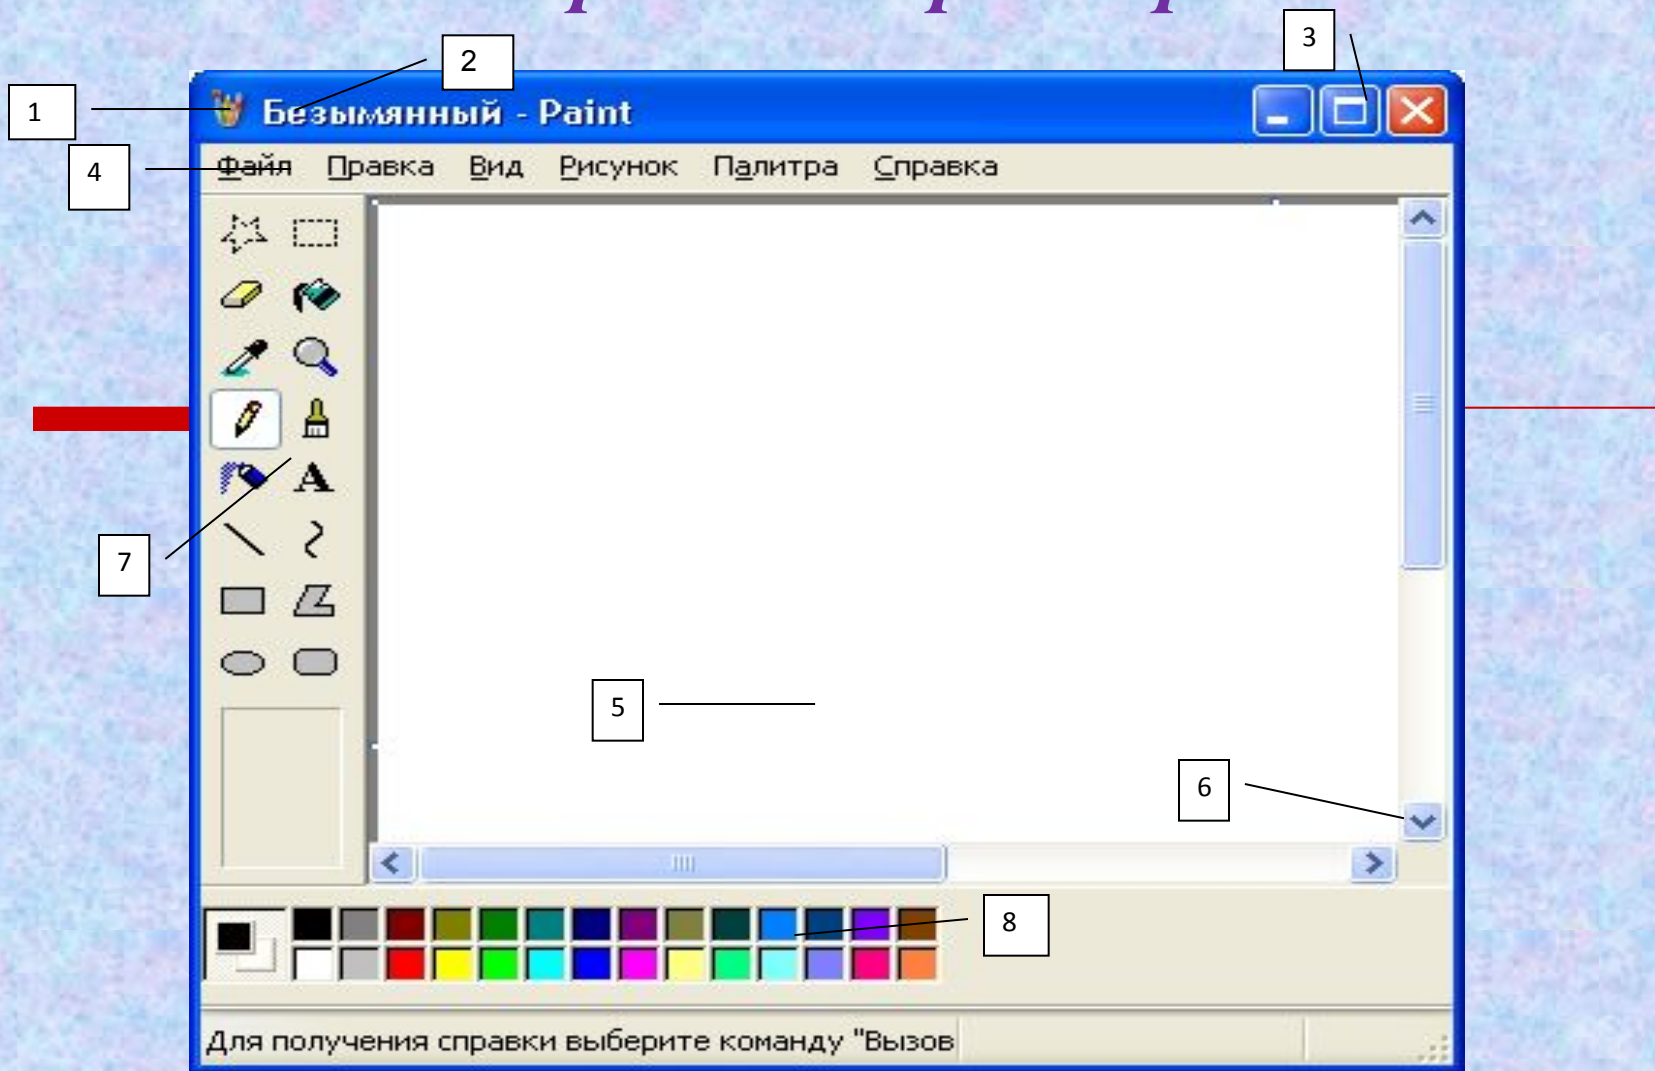 3
2
1
Безымянный - Paint
4
Файл Правка Вид Рисунок Палитра Справка
A
7
5
6
8
Для получения справки выберите команду "Вызов